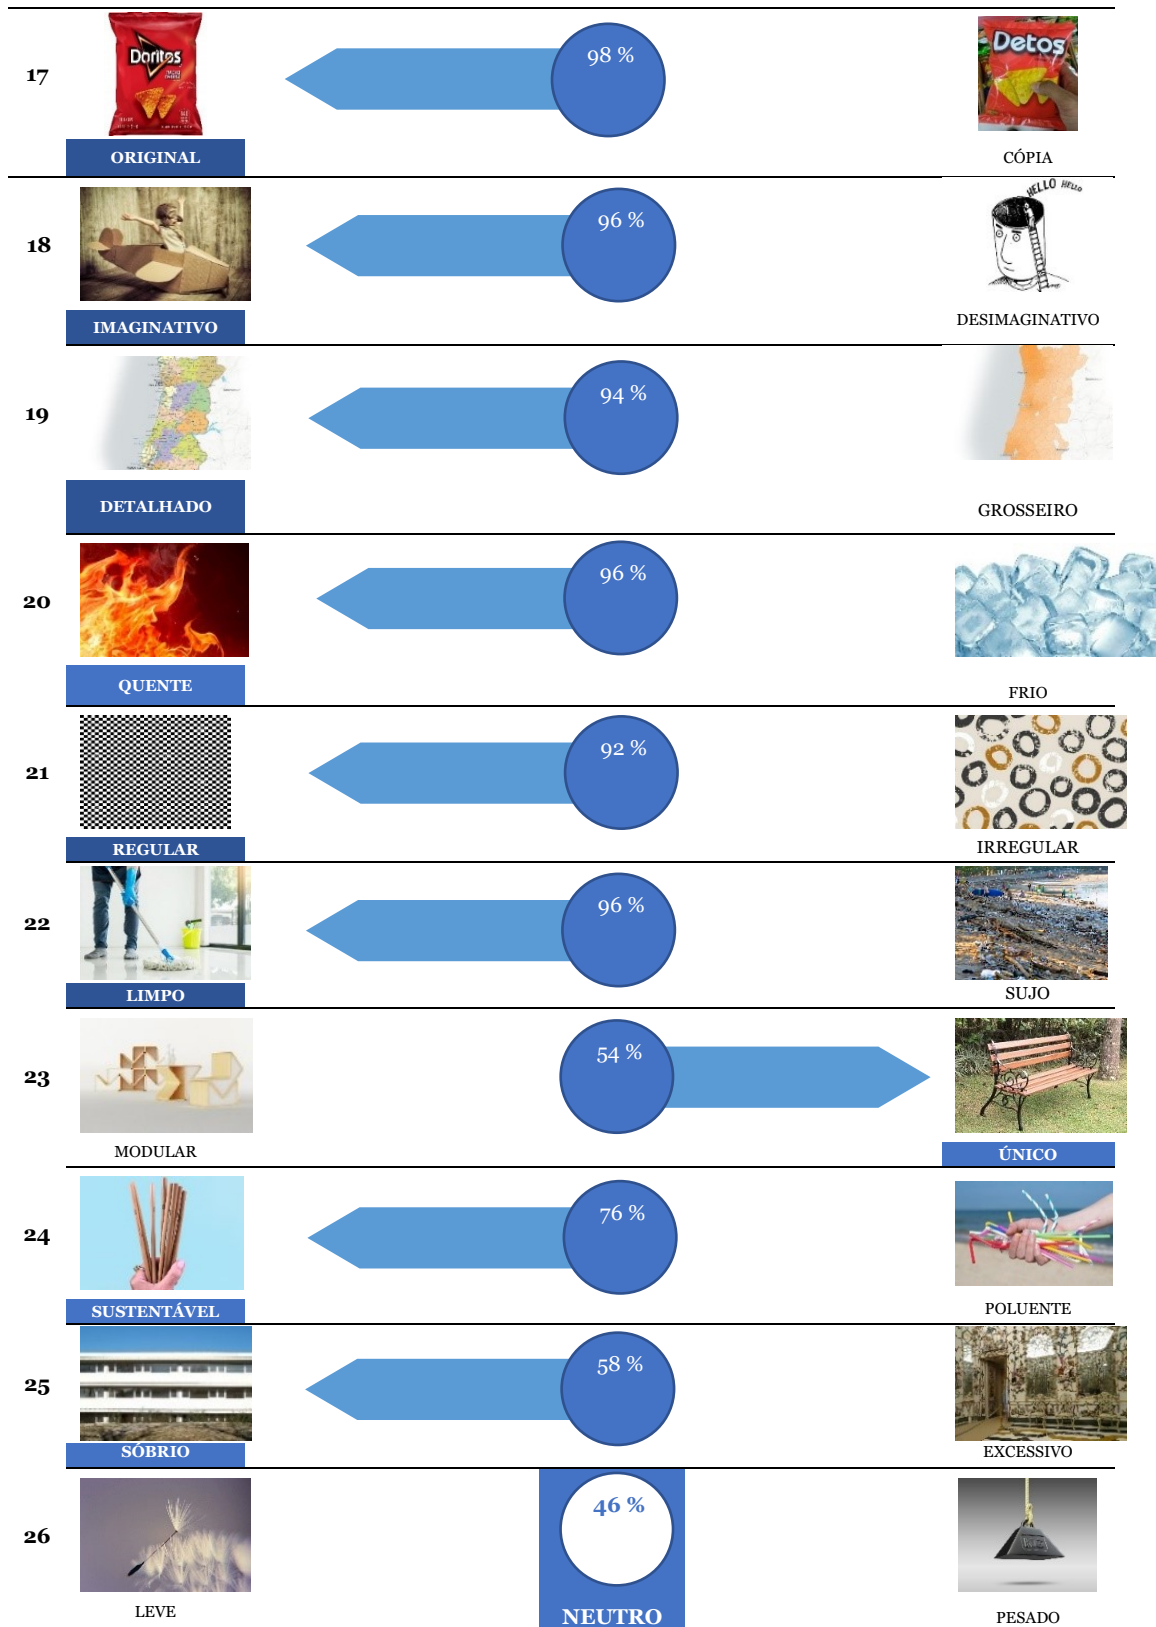 17
Doritos
98 %
Detos
ORIGINAL
CÓPIA
18
96 %
HELLO HELLO
IMAGINATIVO
DESIMAGINATIVO
19
94 %
DETALHADO
GROSSEIRO
20
96 %
QUENTE
FRIO
21
92 %
REGULAR
IRREGULAR
22
96 %
LIMPO
SUJO
23
54 %
MODULAR
ÚNICO
24
76 %
SUSTENTÁVEL
POLUENTE
25
58 %
SÓBRIO
EXCESSIVO
26
46 %
LEVE
NEUTRO
PESADO